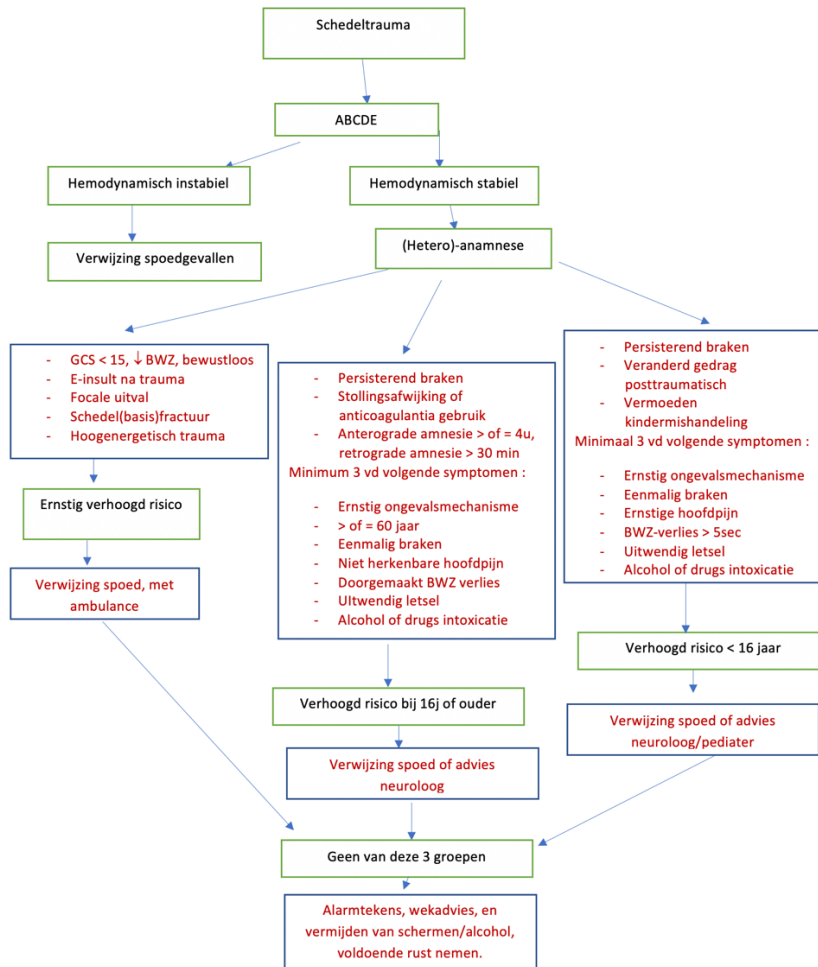 Schedeltrauma
ABCDE
Hemodynamisch instabiel
Hemodynamisch stabiel
Verwijzing spoedgevallen
(Hetero)-anamnese
- GCS < 15, ↓ BWZ, bewustloos
- E-insult na trauma
- Focale uitval
- Schedel(basis)fractuur
- Hoogenergetisch trauma
Ernstig verhoogd risico
Verwijzing spoed, met
ambulance
- Persisterend braken
- Stollingsafwijking of
anticoagulantia gebruik
- Anterograde amnesie > of = 4u,
retrograde amnesie > 30 min
Minimum 3 vd volgende symptomen :
- Ernstig ongevalsmechanisme
- > of = 60 jaar
- Eenmalig braken
- Niet herkenbare hoofdpijn
- Doorgemaakt BWZ verlies
- UItwendig letsel
- Alcohol of drugs intoxicatie
Verhoogd risico bij 16j of ouder
Verwijzing spoed of advies
neuroloog
- Persisterend braken
- Veranderd gedrag
posttraumatisch
- Vermoeden
kindermishandeling
Minimaal 3 vd volgende symptomen :
- Ernstig ongevalsmechanisme
- Eenmalig braken
- Ernstige hoofdpijn
- BWZ-verlies > 5sec
- Uitwendig letsel
- Alcohol of drugs intoxicatie
Verhoogd risico < 16 jaar
Verwijzing spoed of advies
neuroloog/pediater
Geen van deze 3 groepen
Alarmtekens, wekadvies, en
vermijden van schermen/alcohol,
voldoende rust nemen.